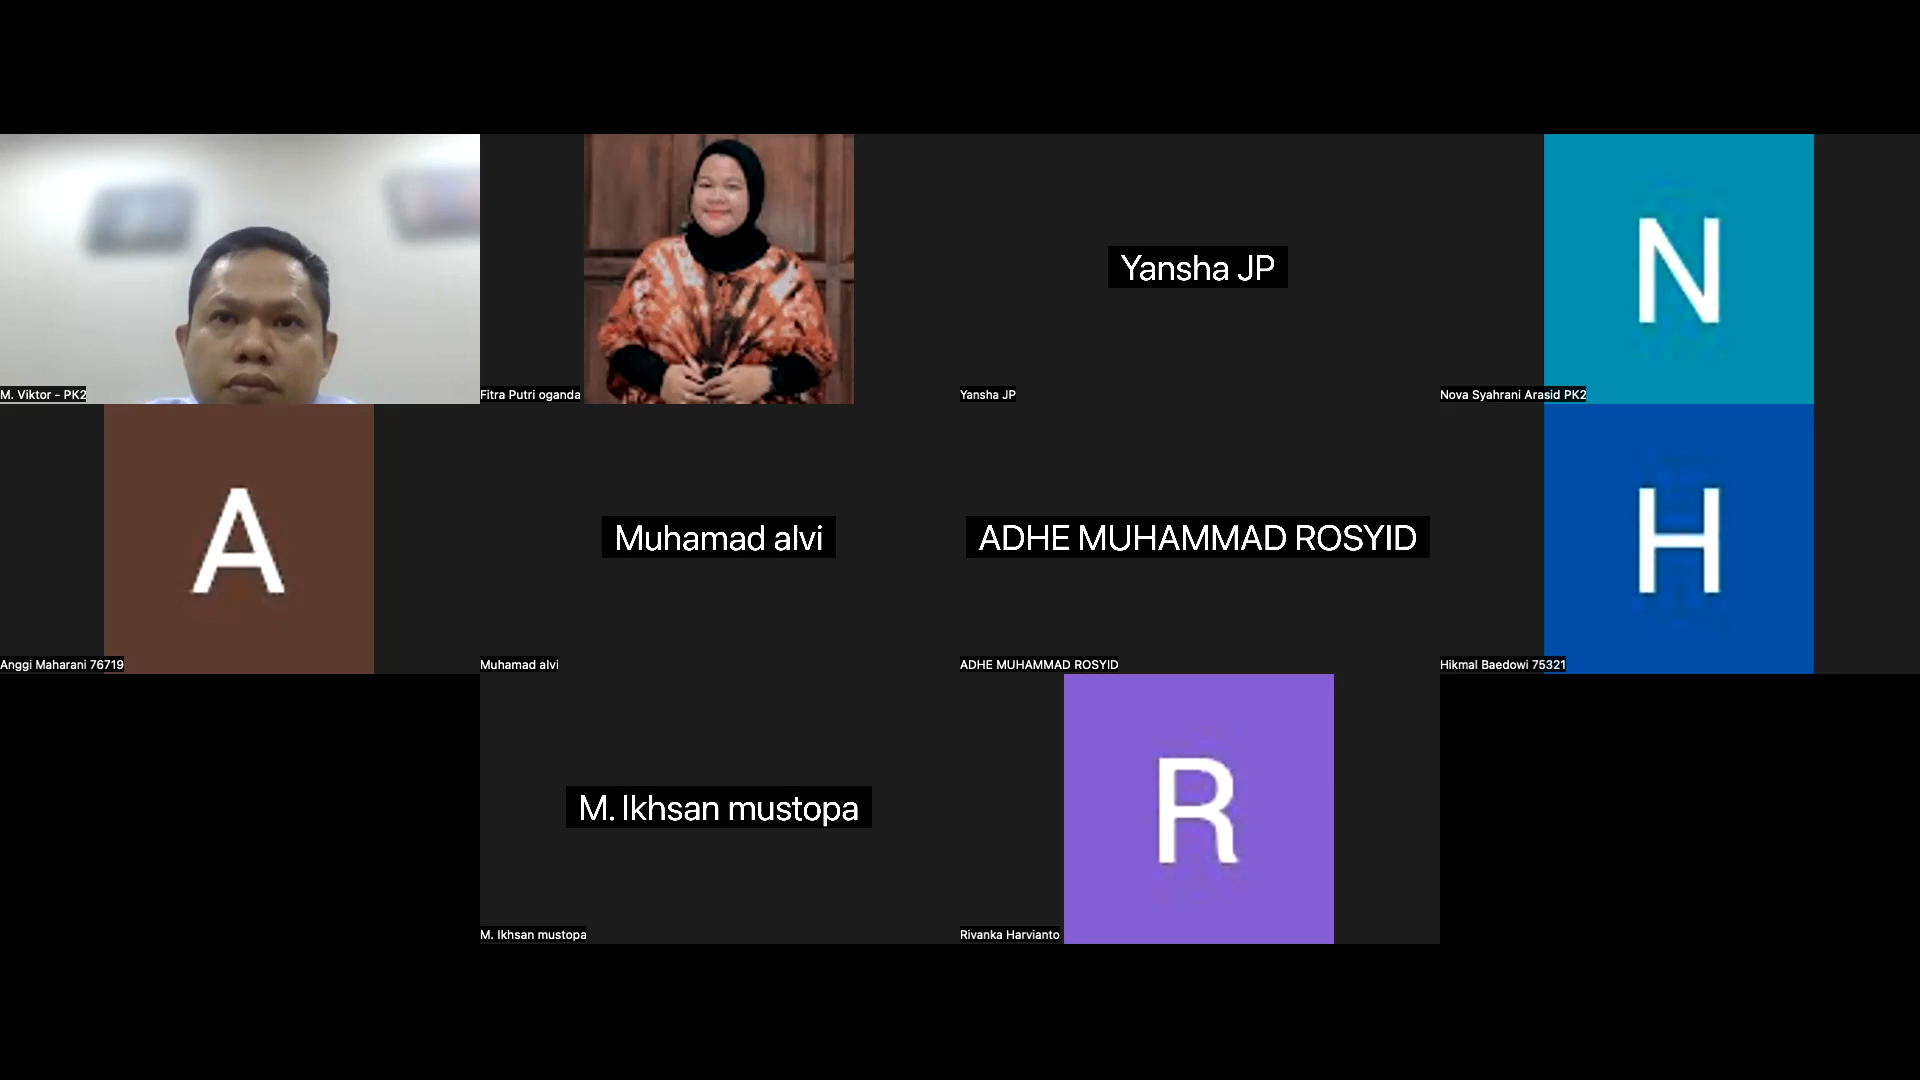 M. Viktor - PK2
Fitra Putri oganda
Yansha JP
Yansha JP
N
Nova Syahrani Arasid PK2
A
Anggi Maharani 76719
Muhamad alvi
Muhamad alvi
ADHE MUHAMMAD ROSYID
ADHE MUHAMMAD ROSYID
H
Hikmal Baedowi 75321
M. Ikhsan mustopa
M. Ikhsan mustopa
R
Rivanka Harvianto